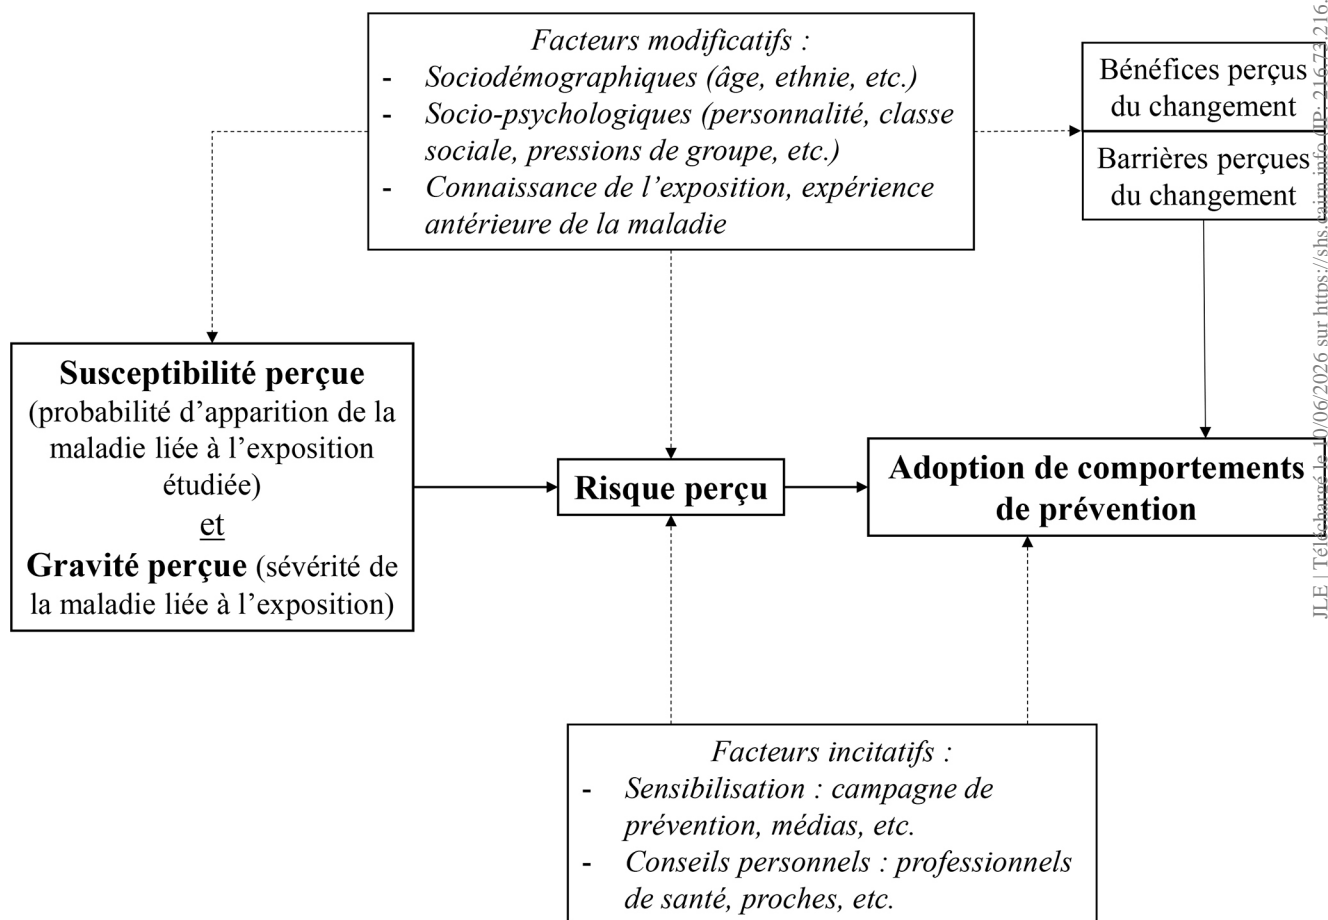 Facteurs modificatifs :
- Sociodémographiques (âge, ethnie, etc.)
- Socio-psychologiques (personnalité, classe
sociale, pressions de groupe, etc.)
- Connaissance de l’exposition, expérience
antérieure de la maladie
Bénéfices perçus
du changement
Barrières perçues
du changement
Susceptibilité perçue
(probabilité d’apparition de la
maladie liée à l’exposition
étudiée)
et
Gravité perçue (sévérité de
la maladie liée à l’exposition)
Risque perçu
Adoption de comportements
de prévention
Facteurs incitatifs :
- Sensibilisation : campagne de
prévention, médias, etc.
- Conseils personnels : professionnels
de santé, proches, etc.
JLE | Téléchargé le 10/06/2026 sur https://shs.cairn.info (IP: 216.73.216.